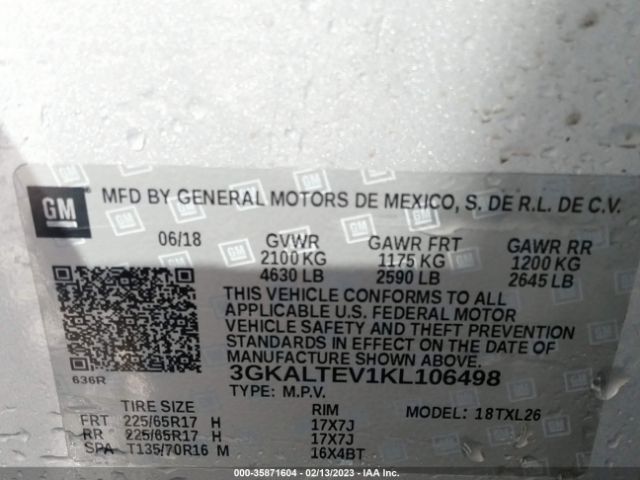 GM MFD BY GENERAL MOTORS DE MEXICO, S. DE R.L. DE C.V.
06/18 GVWR GAWR FRT GAWR RR
2100 KG 1175 KG 1200 KG
4630 LB 2590 LB 2645 LB
THIS VEHICLE CONFORMS TO ALL
APPLICABLE U.S. FEDERAL MOTOR
VEHICLE SAFETY AND THEFT PREVENTION
STANDARDS IN EFFECT ON THE DATE OF
MANUFACTURE SHOWN ABOVE.
636R 3GKALTEV1KL106498
TYPE: M.P.V.
TIRE SIZE RIM MODEL: 18TXL26
FRT 225/65R17 H 17X7J
RR 225/65R17 H 17X7J
SPA T135/70R16 M 16X4BT
000-35871604 - 02/13/2023 - IAAI.com